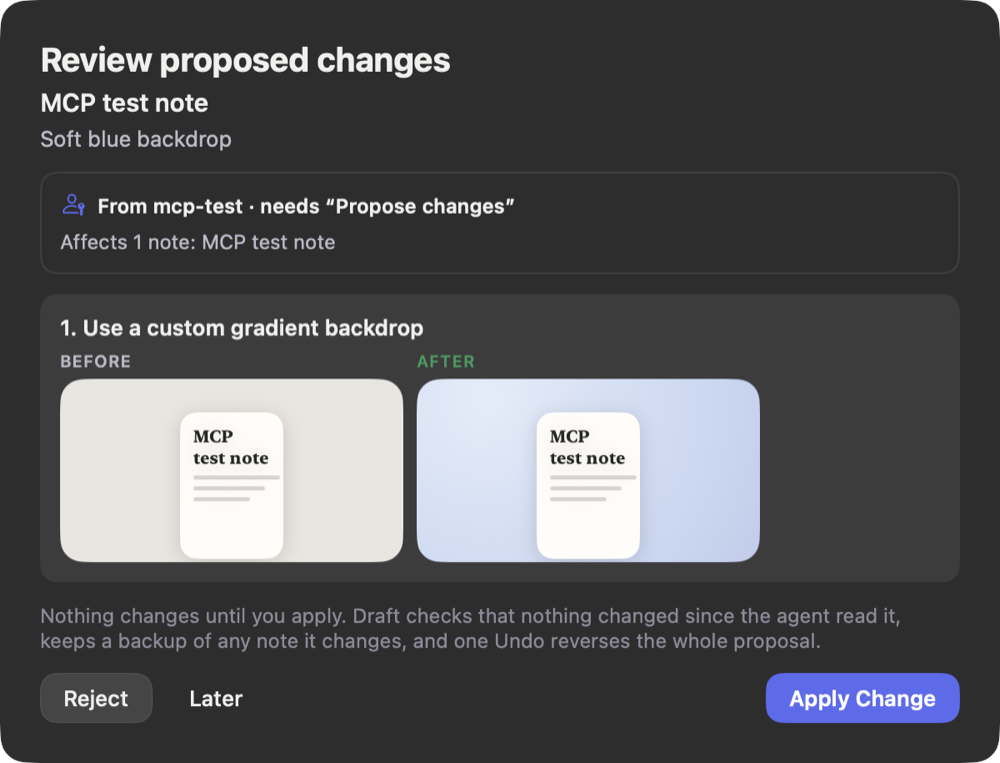 Review proposed changes
MCP test note
Soft blue backdrop
From mcp-test · needs “Propose changes”
Affects 1 note: MCP test note
1. Use a custom gradient backdrop
BEFORE
AFTER
MCP
test note
MCP
test note
Nothing changes until you apply. Draft checks that nothing changed since the agent read it,
keeps a backup of any note it changes, and one Undo reverses the whole proposal.
Reject
Later
Apply Change